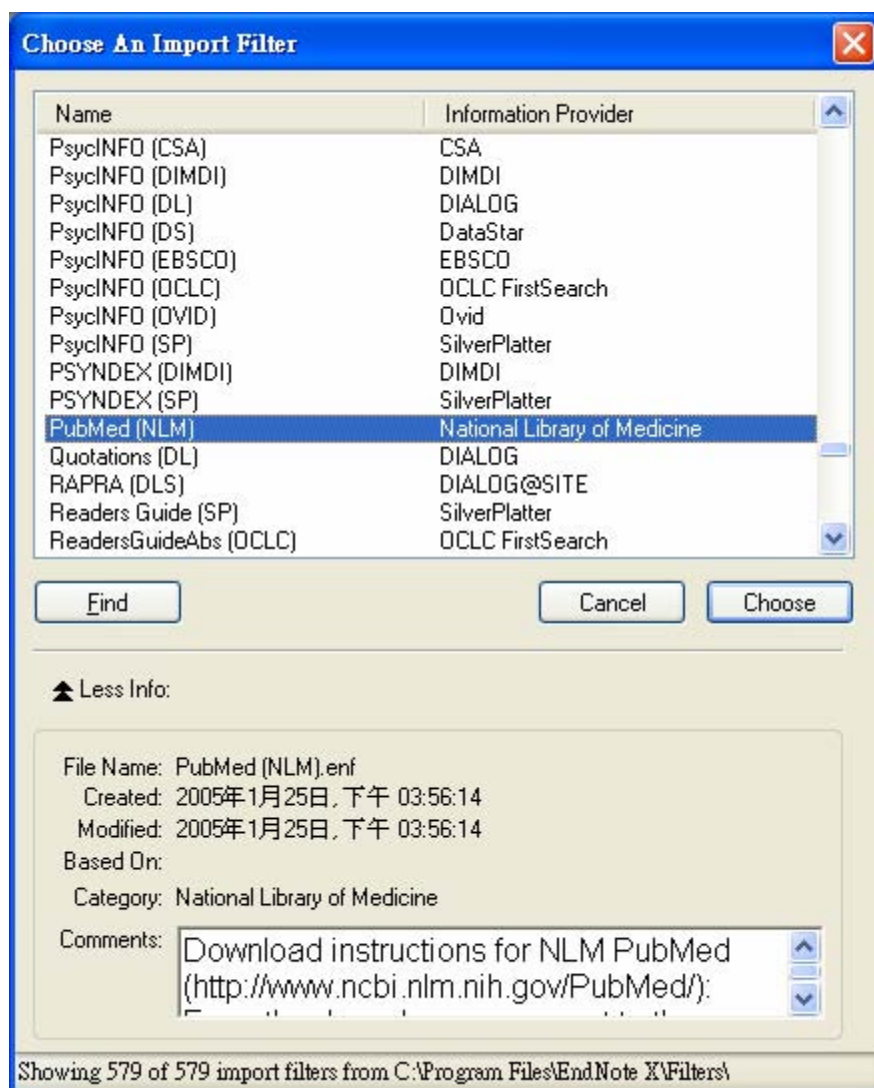 Choose An Import Filter
Name Information Provider
PsycINFO (CSA) CSA
PsycINFO (DIMDI) DIMDI
PsycINFO (DL) DIALOG
PsycINFO (DS) DataStar
PsycINFO (EBSCO) EBSCO
PsycINFO (OCLC) OCLC FirstSearch
PsycINFO (OVID) Ovid
PsycINFO (SP) SilverPlatter
PSYNDEX (DIMDI) DIMDI
PSYNDEX (SP) SilverPlatter
PubMed (NLM) National Library of Medicine
Quotations (DL) DIALOG
RAPRA (DLS) DIALOG@SITE
Readers Guide (SP) SilverPlatter
ReadersGuideAbs (OCLC) OCLC FirstSearch
Find Cancel Choose
Less Info:
File Name: PubMed (NLM).enf
Created: 2005年1月25日, 下午 03:56:14
Modified: 2005年1月25日, 下午 03:56:14
Based On:
Category: National Library of Medicine
Comments: Download instructions for NLM PubMed
(http://www.ncbi.nlm.nih.gov/PubMed/):
Showing 579 of 579 import filters from C:\Program Files\EndNote X\Filters\